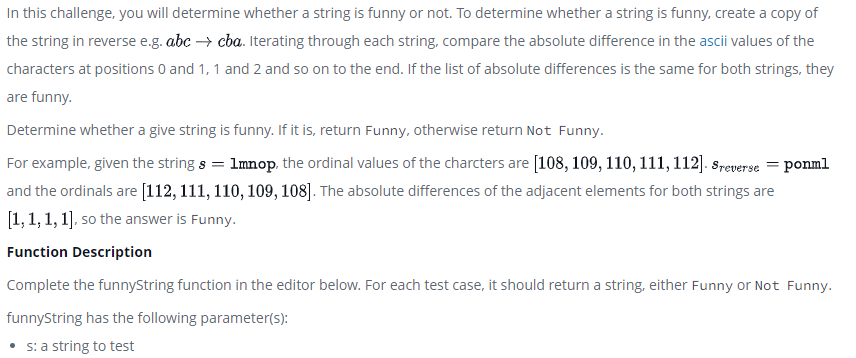 In this challenge, you will determine whether a string is funny or not. To determine whether a string is funny, create a copy of
the string in reverse e.g. abc → cba. Iterating through each string, compare the absolute difference in the ascii values of the
characters at positions 0 and 1, 1 and 2 and so on to the end. If the list of absolute differences is the same for both strings, they
are funny.
Determine whether a give string is funny. If it is, return Funny, otherwise return Not Funny.
For example, given the string s = lmnop, the ordinal values of the charcters are [108, 109, 110, 111, 112]. s_reverse = ponml
and the ordinals are [112, 111, 110, 109, 108]. The absolute differences of the adjacent elements for both strings are
[1, 1, 1, 1], so the answer is Funny.
Function Description
Complete the funnyString function in the editor below. For each test case, it should return a string, either Funny or Not Funny.
funnyString has the following parameter(s):
• s: a string to test